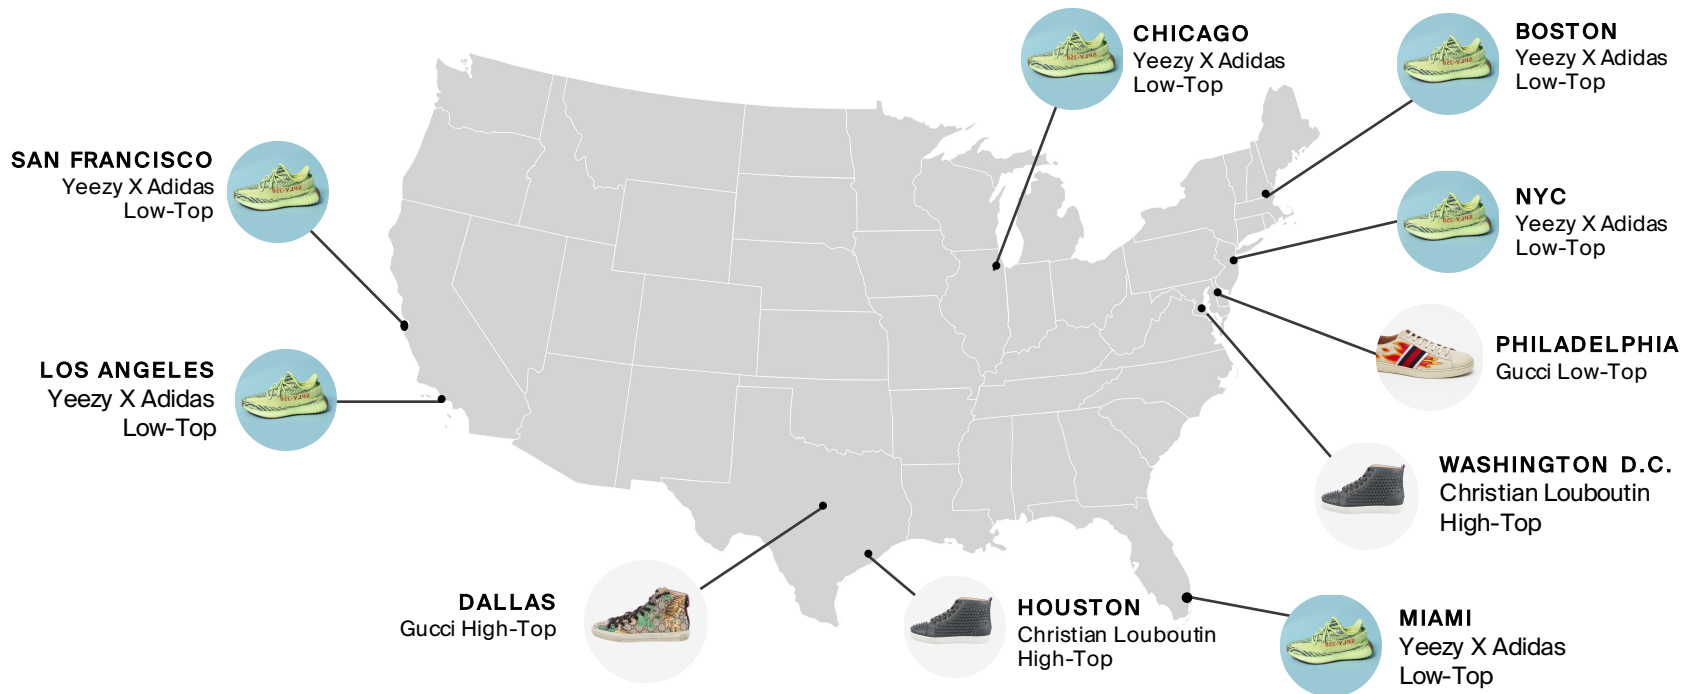 CHICAGO
Yeezy X Adidas
Low-Top
BOSTON
Yeezy X Adidas
Low-Top
SAN FRANCISCO
Yeezy X Adidas
Low-Top
NYC
Yeezy X Adidas
Low-Top
LOS ANGELES
Yeezy X Adidas
Low-Top
PHILADELPHIA
Gucci Low-Top
WASHINGTON D.C.
Christian Louboutin
High-Top
DALLAS
Gucci High-Top
HOUSTON
Christian Louboutin
High-Top
MIAMI
Yeezy X Adidas
Low-Top